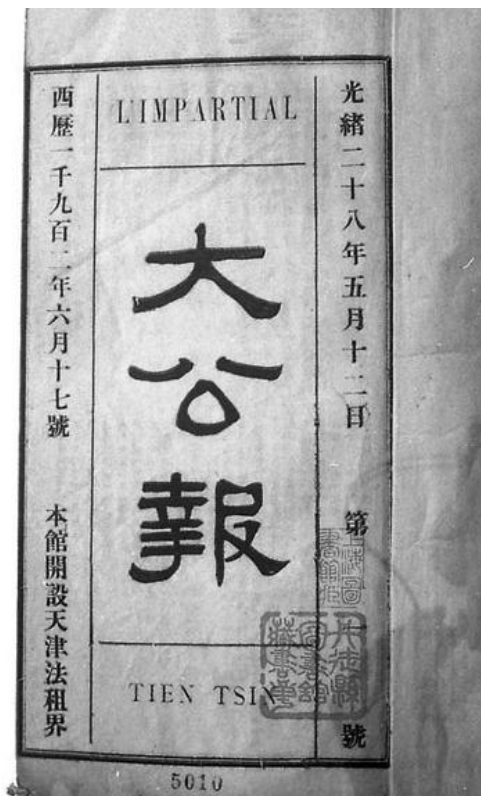 光緒二十八年五月十二日 第一號
L'IMPARTIAL
大公報
TIEN TSIN
西歷一千九百二年六月十七號 本館開設天津法租界
5010